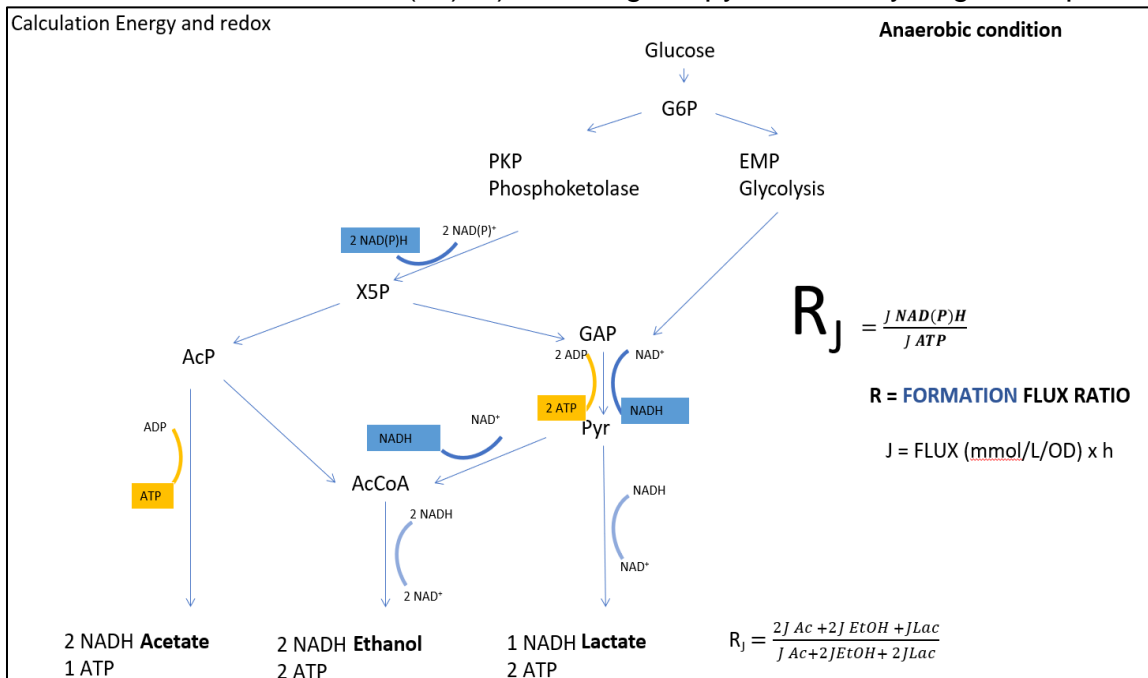 Calculation Energy and redox
Anaerobic condition
Glucose
G6P
PKP
Phosphoketolase
EMP
Glycolysis
2 NAD(P)H
2 NAD(P)⁺
X5P
GAP
2 ADP
NAD⁺
2 ATP
NADH
Pyr
AcP
ADP
ATP
NADH
NAD⁺
AcCoA
2 NADH
2 NAD⁺
NADH
NAD⁺
R_J = J NAD(P)H / J ATP
R = FORMATION FLUX RATIO
J = FLUX (mmol/L/OD) x h
2 NADH Acetate
1 ATP
2 NADH Ethanol
2 ATP
1 NADH Lactate
2 ATP
R_J = 2J Ac +2J EtOH +JLac / J Ac+2JEtOH+ 2JLac